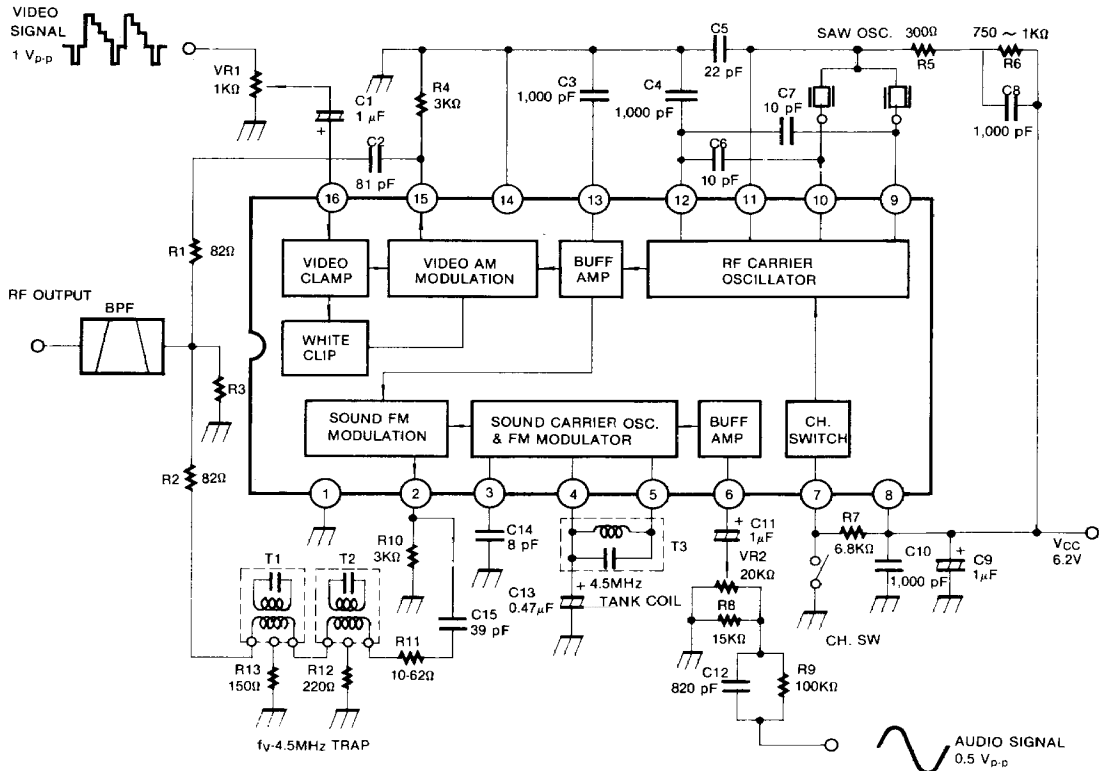 VIDEO
SIGNAL
1 Vp-p
VR1
1KΩ
C1
1 μF
+
R4
3KΩ
C2
81 pF
C3
1,000 pF
C4
1,000 pF
C5
22 pF
SAW OSC.
300Ω
R5
750 ~ 1KΩ
R6
C7
10 pF
C8
1,000 pF
C6
10 pF
16
15
14
13
12
11
10
9
R1
82Ω
VIDEO
CLAMP
VIDEO AM
MODULATION
BUFF
AMP
RF CARRIER
OSCILLATOR
RF OUTPUT
BPF
WHITE
CLIP
R3
SOUND FM
MODULATION
SOUND CARRIER OSC.
& FM MODULATOR
BUFF
AMP
CH.
SWITCH
R2
82Ω
1
2
3
4
5
6
7
8
R10
3KΩ
C14
8 pF
T3
4.5MHz
TANK COIL
+
C11
1μF
VR2
20KΩ
R7
6.8KΩ
VCC
6.2V
C10
1,000 pF
+
C9
1μF
T1
T2
C13
0.47μF
+
C15
39 pF
R8
15KΩ
CH. SW
R13
150Ω
R12
220Ω
R11
10-62Ω
C12
820 pF
R9
100KΩ
fv-4.5MHz TRAP
AUDIO SIGNAL
0.5 Vp-p